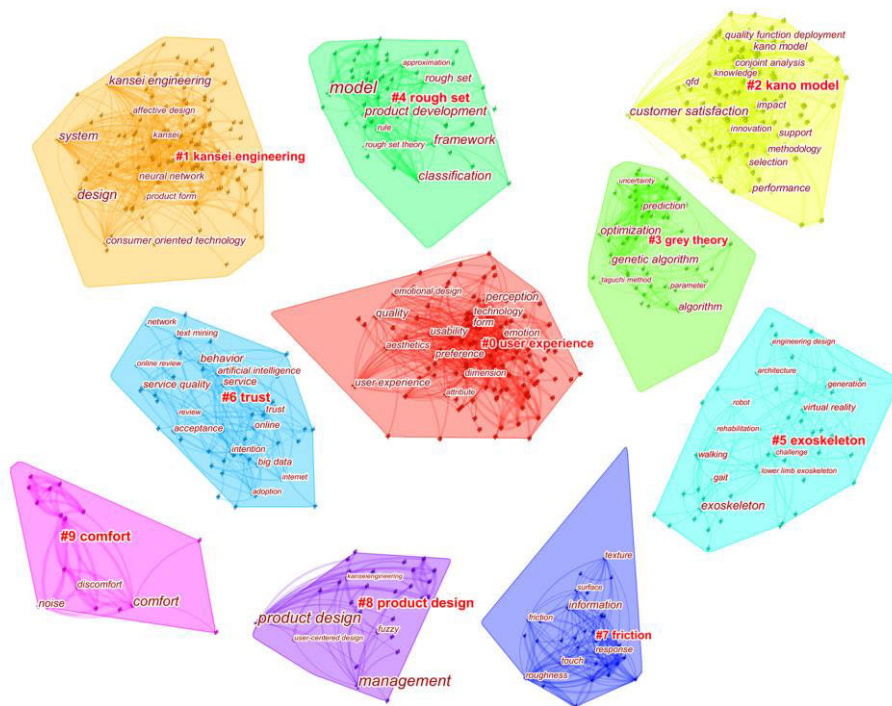 kansei engineering
affective design
system
kansei
#1 kansei engineering
neural network
design
product form
consumer oriented technology
approximation
model
rough set
#4 rough set
product development
rule
framework
rough set theory
classification
quality function deployment
kano model
conjoint analysis
knowledge
qfd
#2 kano model
customer satisfaction
impact
innovation
support
methodology
selection
performance
uncertainty
prediction
optimization
#3 grey theory
genetic algorithm
taguchi method
parameter
algorithm
emotional design
perception
quality
technology
form
usability
emotion
#0 user experience
aesthetics
preference
dimension
user experience
attribute
network
text mining
behavior
online review
artificial intelligence
service quality
service
#6 trust
review
trust
acceptance
online
intention
big data
internet
adoption
engineering design
architecture
generation
robot
virtual reality
rehabilitation
#5 exoskeleton
walking
challenge
lower limb exoskeleton
gait
exoskeleton
#9 comfort
discomfort
noise
comfort
kanseiengineering
#8 product design
product design
fuzzy
user-centered design
management
texture
surface
information
friction
#7 friction
response
touch
roughness